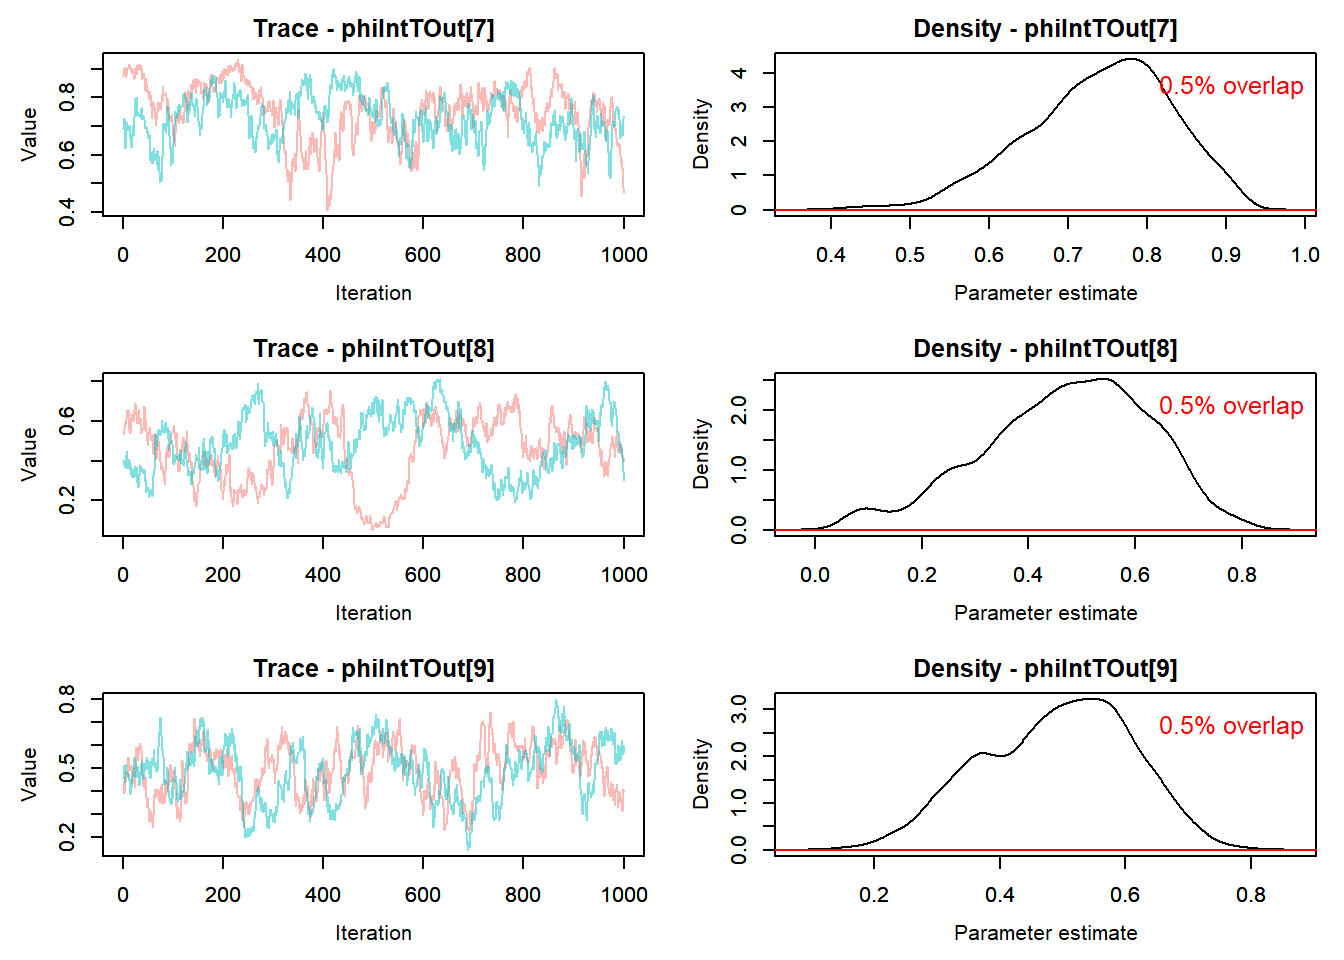 Trace - phiIntTOut[7]
Value
0.4 0.6 0.8
0 200 400 600 800 1000
Iteration
Density - phiIntTOut[7]
0.5% overlap
Density
0 1 2 3 4
0.4 0.5 0.6 0.7 0.8 0.9 1.0
Parameter estimate
Trace - phiIntTOut[8]
Value
0.2 0.6
0 200 400 600 800 1000
Iteration
Density - phiIntTOut[8]
0.5% overlap
Density
0.0 1.0 2.0
0.0 0.2 0.4 0.6 0.8
Parameter estimate
Trace - phiIntTOut[9]
Value
0.2 0.5 0.8
0 200 400 600 800 1000
Iteration
Density - phiIntTOut[9]
0.5% overlap
Density
0.0 1.0 2.0 3.0
0.2 0.4 0.6 0.8
Parameter estimate